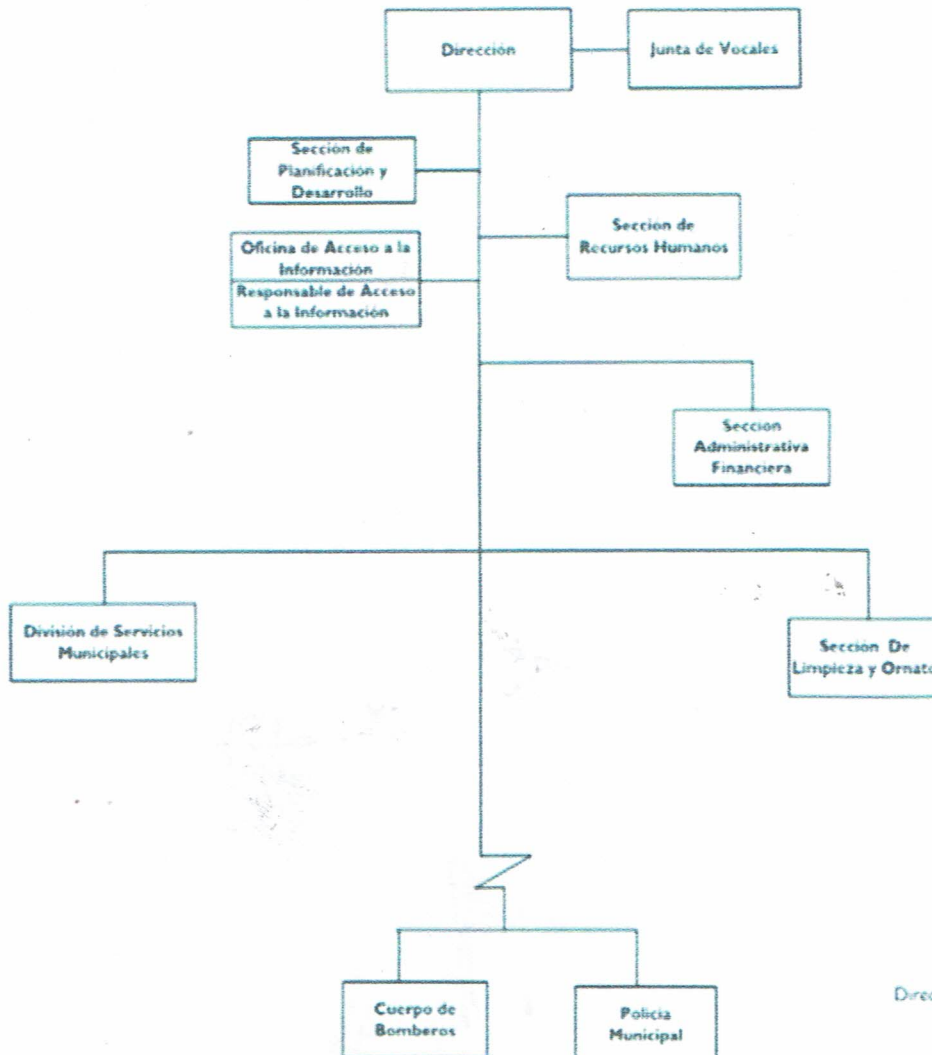 Dirección
Junta de Vocales
Sección de
Planificación y
Desarrollo
Oficina de Acceso a la
Información
Responsable de Acceso
a la Información
Sección de
Recursos Humanos
Sección
Administrativa
Financiera
División de Servicios
Municipales
Sección De
Limpieza y Ornato
Cuerpo de
Bomberos
Policía
Municipal
Direc